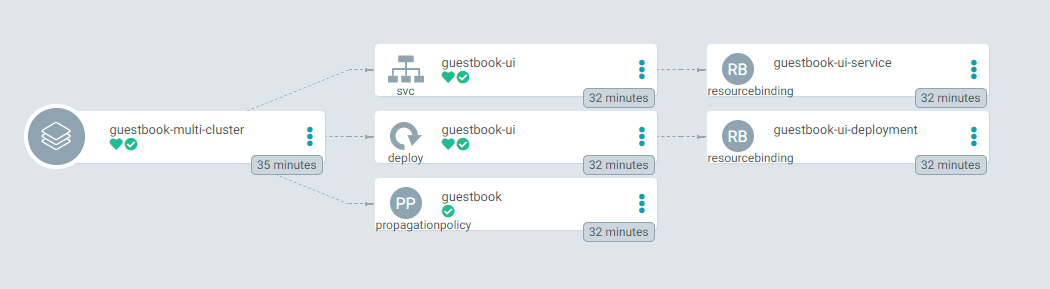 guestbook-multi-cluster
35 minutes
guestbook-ui
svc
32 minutes
RB
guestbook-ui-service
resourcebinding
32 minutes
guestbook-ui
deploy
32 minutes
RB
guestbook-ui-deployment
resourcebinding
32 minutes
PP
guestbook
propagationpolicy
32 minutes